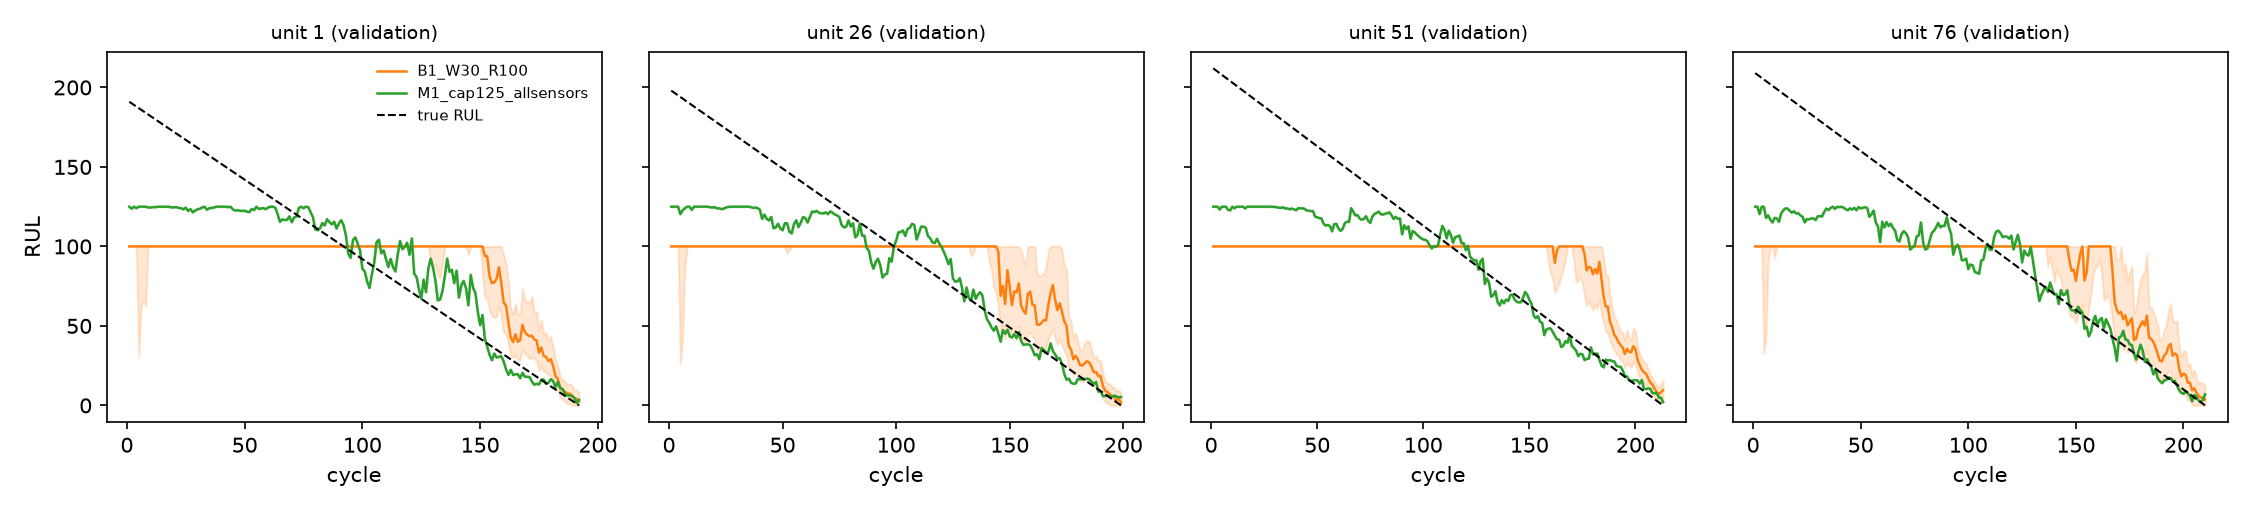 unit 1 (validation)
unit 26 (validation)
unit 51 (validation)
unit 76 (validation)
B1_W30_R100
M1_cap125_allsensors
true RUL
RUL
200
150
100
50
0
0 50 100 150 200
0 50 100 150 200
0 50 100 150 200
0 50 100 150 200
cycle
cycle
cycle
cycle